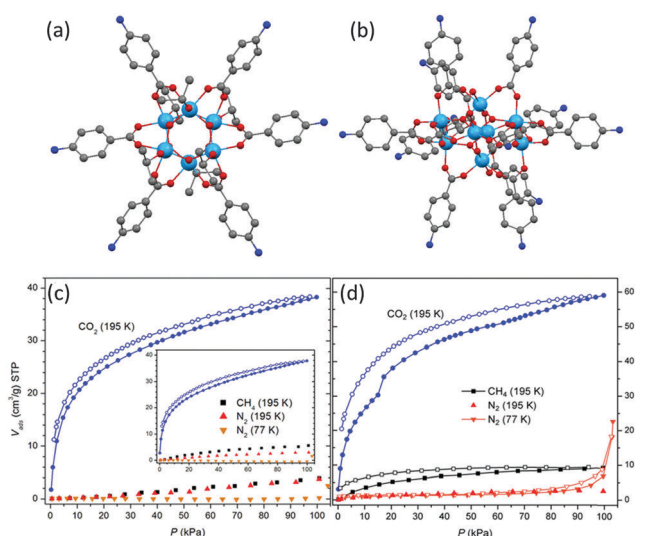 (a)
(b)
(c)
40
30
20
10
0
V_ads (cm³/g) STP
CO₂ (195 K)
40
30
20
10
0
0 20 40 60 80 100
CH₄ (195 K)
N₂ (195 K)
N₂ (77 K)
0 10 20 30 40 50 60 70 80 90 100
P (kPa)
(d)
CO₂ (195 K)
CH₄ (195 K)
N₂ (195 K)
N₂ (77 K)
60
50
40
30
20
10
0
0 10 20 30 40 50 60 70 80 90 100
P (kPa)